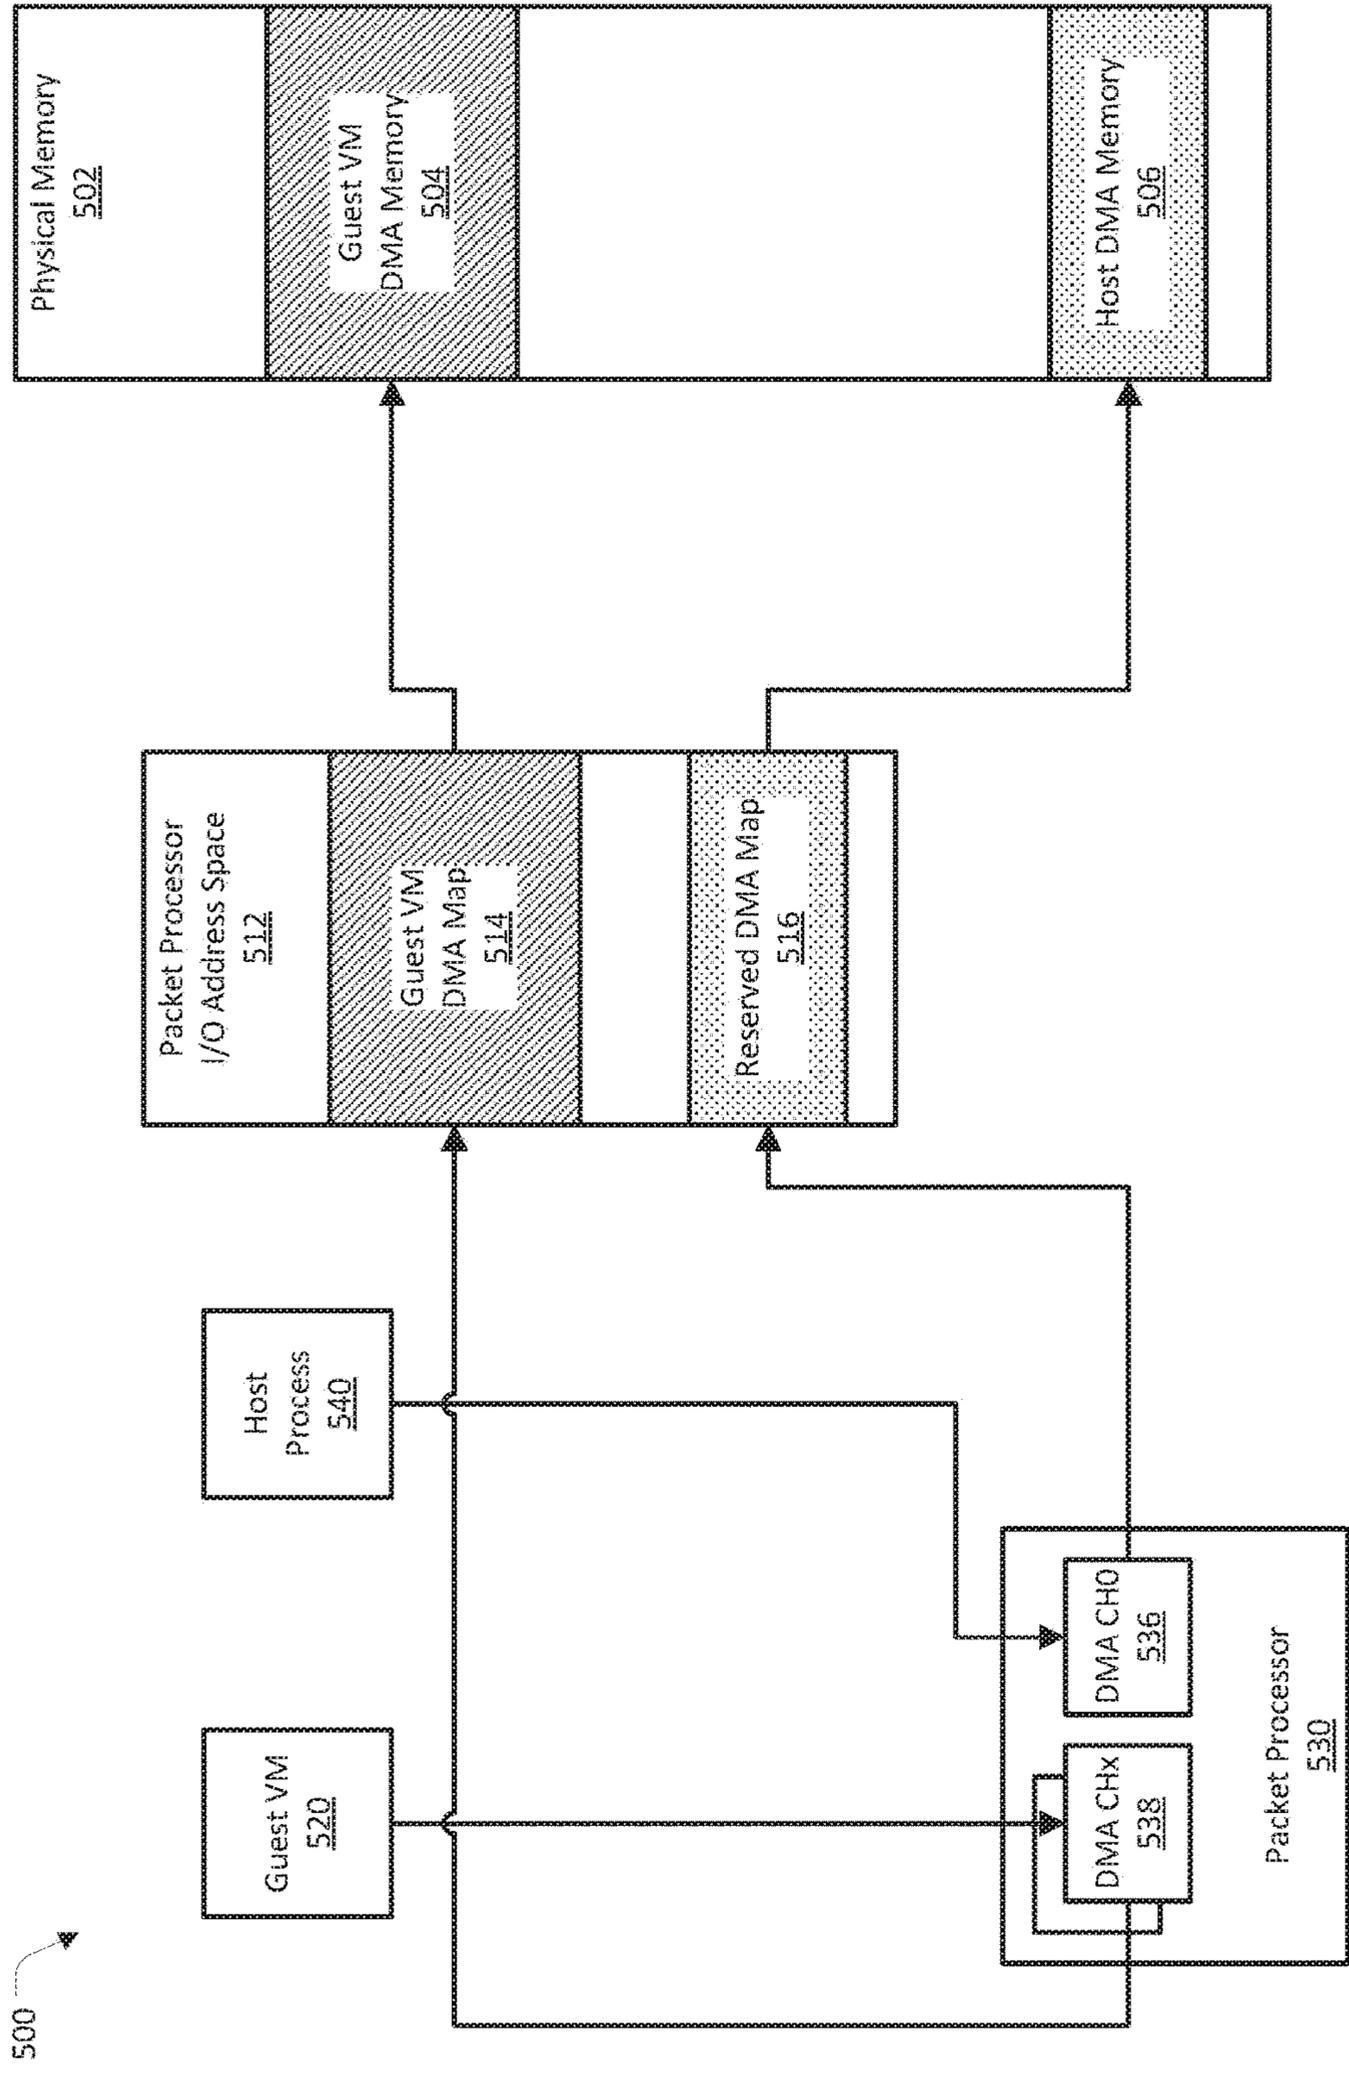 500
Guest VM
520
Host
Process
540
Packet Processor
I/O Address Space
512
Guest VM
DMA Map
514
Reserved DMA Map
516
Physical Memory
502
Guest VM
DMA Memory
504
Host DMA Memory
506
DMA CHx
538
DMA CH0
536
Packet Processor
530